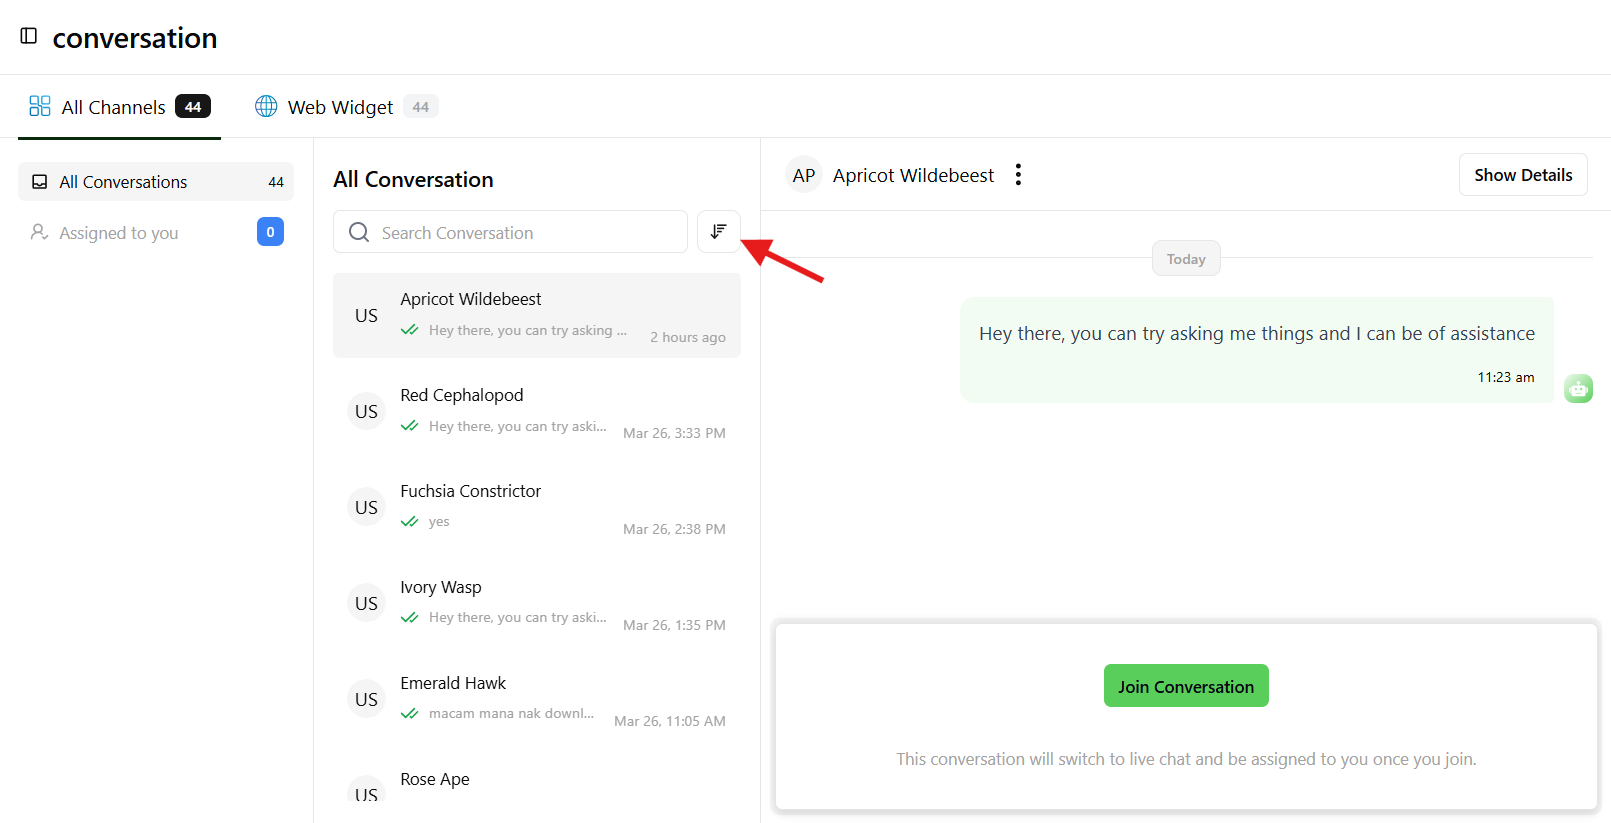 conversation
All Channels 44
Web Widget 44
All Conversations 44
Assigned to you 0
All Conversation
Search Conversation
US
Apricot Wildebeest
Hey there, you can try asking ...
2 hours ago
US
Red Cephalopod
Hey there, you can try aski...
Mar 26, 3:33 PM
US
Fuchsia Constrictor
yes
Mar 26, 2:38 PM
US
Ivory Wasp
Hey there, you can try aski...
Mar 26, 1:35 PM
US
Emerald Hawk
macam mana nak downl...
Mar 26, 11:05 AM
US
Rose Ape
AP Apricot Wildebeest
Show Details
Today
Hey there, you can try asking me things and I can be of assistance
11:23 am
Join Conversation
This conversation will switch to live chat and be assigned to you once you join.